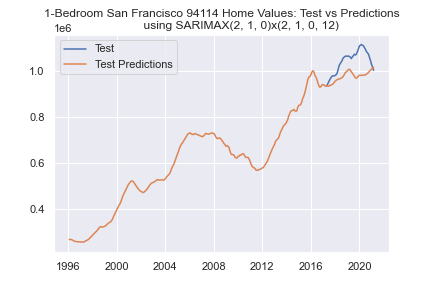 1-Bedroom San Francisco 94114 Home Values: Test vs Predictions
using SARIMAX(2, 1, 0)x(2, 1, 0, 12)
1e6
Test
Test Predictions
1.0
0.8
0.6
0.4
1996 2000 2004 2008 2012 2016 2020